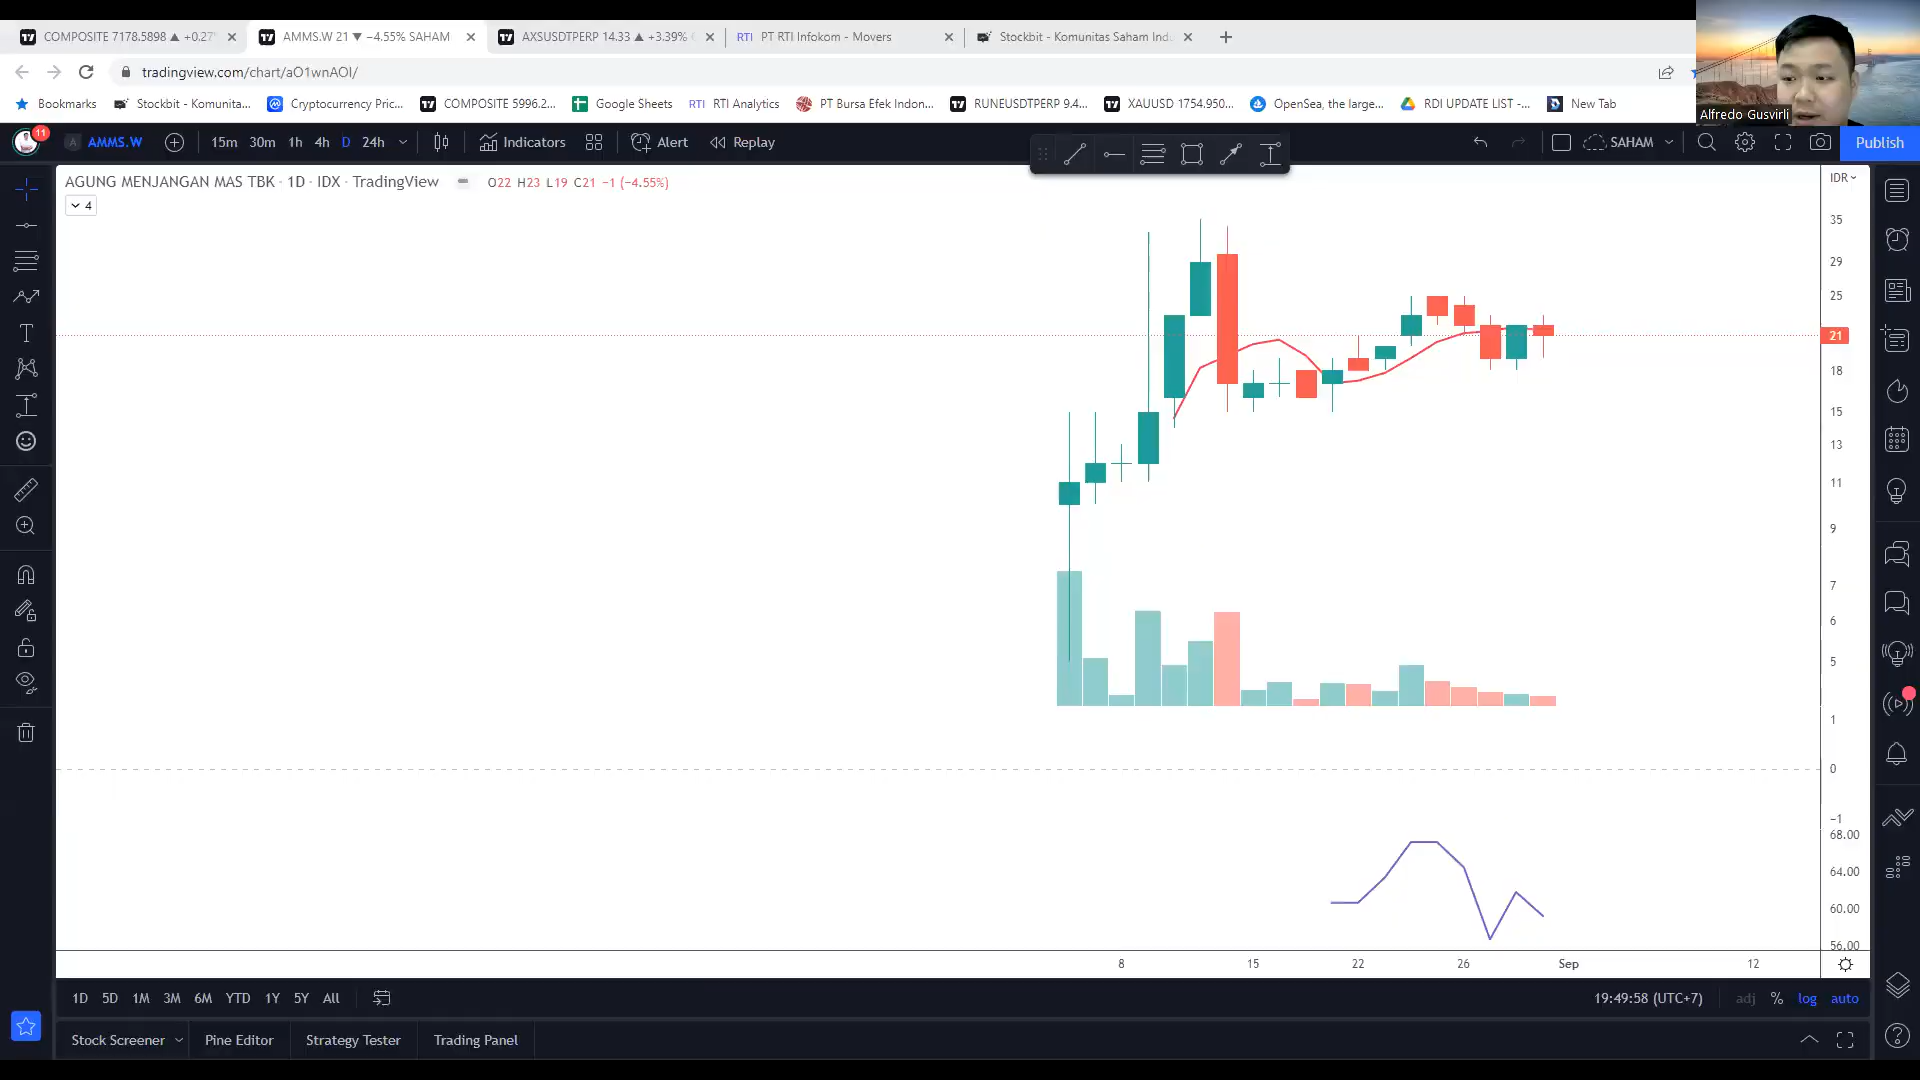 COMPOSITE 7178.5898 ▲ +0.27%
AMMS.W 21 ▼ −4.55% SAHAM
AXSUSDTPERP 14.33 ▲ +3.39%
RTI PT RTI Infokom - Movers
Stockbit - Komunitas Saham Ind
tradingview.com/chart/aO1wnAOI/
Bookmarks
Stockbit - Komunita...
Cryptocurrency Pric...
COMPOSITE 5996.2...
Google Sheets
RTI RTI Analytics
PT Bursa Efek Indon...
RUNEUSDTPERP 9.4...
XAUUSD 1754.950...
OpenSea, the large...
RDI UPDATE LIST -...
New Tab
Alfredo Gusvirli
11
A AMMS.W
15m 30m 1h 4h D 24h
Indicators
Alert
Replay
SAHAM
Publish
AGUNG MENJANGAN MAS TBK · 1D · IDX · TradingView
O22 H23 L19 C21 −1 (−4.55%)
4
IDR
35
29
25
21
18
15
13
11
9
7
6
5
1
0
−1
68.00
64.00
60.00
56.00
8 15 22 26 Sep 12
1D 5D 1M 3M 6M YTD 1Y 5Y All
19:49:58 (UTC+7)
adj % log auto
Stock Screener
Pine Editor
Strategy Tester
Trading Panel